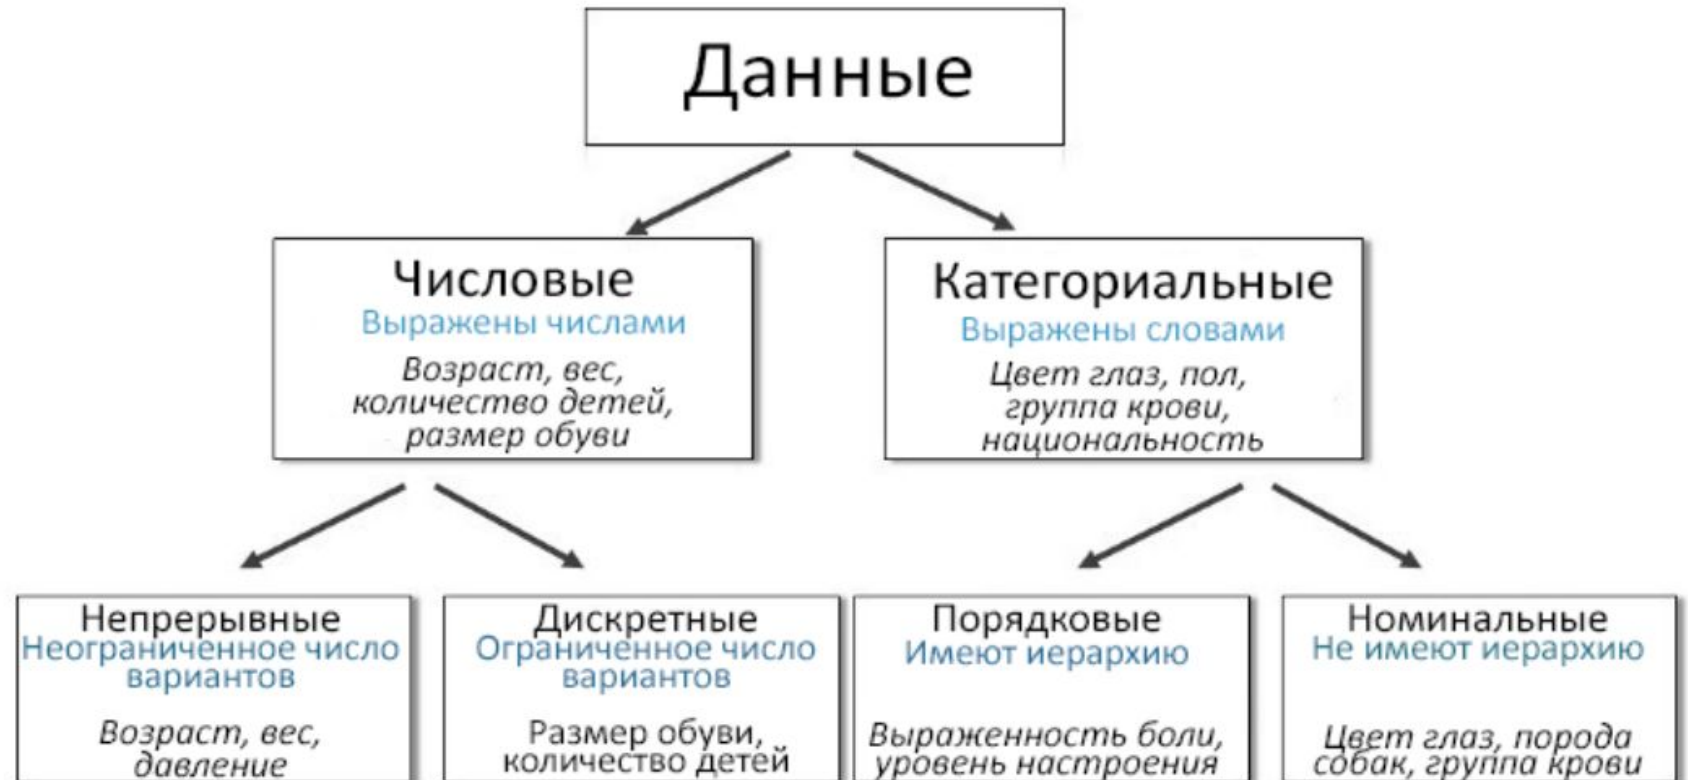 Данные
Числовые
Выражены числами
Возраст, вес,
количество детей,
размер обуви
Категориальные
Выражены словами
Цвет глаз, пол,
группа крови,
национальность
Непрерывные
Неограниченное число
вариантов
Возраст, вес,
давление
Дискретные
Ограниченное число
вариантов
Размер обуви,
количество детей
Порядковые
Имеют иерархию
Выраженность боли,
уровень настроения
Номинальные
Не имеют иерархию
Цвет глаз, порода
собак, группа крови